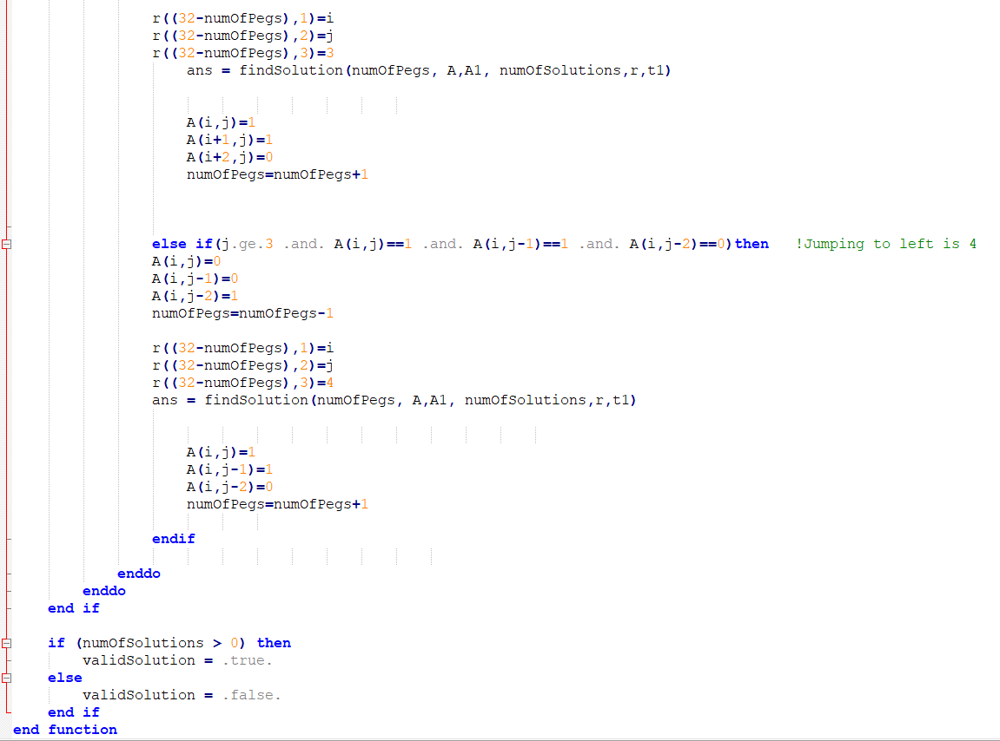 r((32-numOfPegs),1)=i
r((32-numOfPegs),2)=j
r((32-numOfPegs),3)=3
ans = findSolution(numOfPegs, A,A1, numOfSolutions,r,t1)
A(i,j)=1
A(i+1,j)=1
A(i+2,j)=0
numOfPegs=numOfPegs+1
else if(j.ge.3 .and. A(i,j)==1 .and. A(i,j-1)==1 .and. A(i,j-2)==0)then !Jumping to left is 4
A(i,j)=0
A(i,j-1)=0
A(i,j-2)=1
numOfPegs=numOfPegs-1
r((32-numOfPegs),1)=i
r((32-numOfPegs),2)=j
r((32-numOfPegs),3)=4
ans = findSolution(numOfPegs, A,A1, numOfSolutions,r,t1)
A(i,j)=1
A(i,j-1)=1
A(i,j-2)=0
numOfPegs=numOfPegs+1
endif
enddo
enddo
end if
if (numOfSolutions > 0) then
validSolution = .true.
else
validSolution = .false.
end if
end function